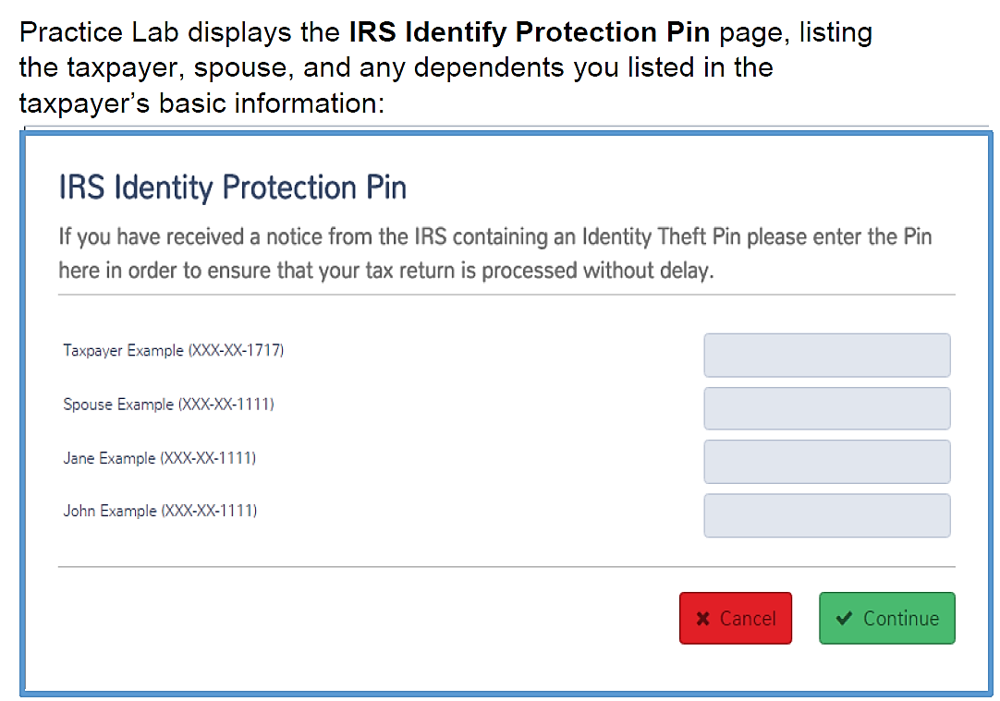 Practice Lab displays the IRS Identify Protection Pin page, listing
the taxpayer, spouse, and any dependents you listed in the
taxpayer’s basic information:
IRS Identity Protection Pin
If you have received a notice from the IRS containing an Identity Theft Pin please enter the Pin
here in order to ensure that your tax return is processed without delay.
Taxpayer Example (XXX-XX-1717)
Spouse Example (XXX-XX-1111)
Jane Example (XXX-XX-1111)
John Example (XXX-XX-1111)
Cancel Continue